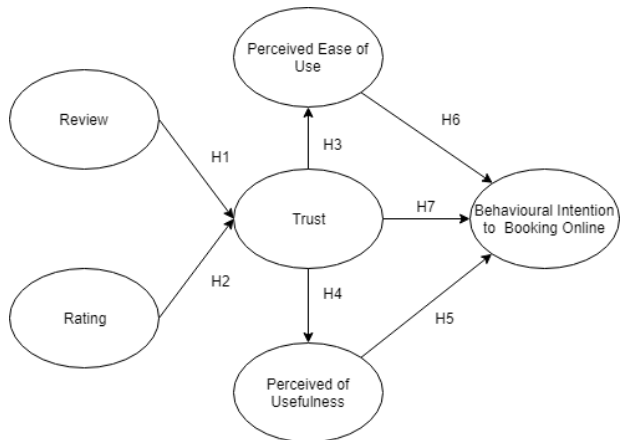 Perceived Ease of
Use
Review
H1
H3
H6
Trust
H7
Behavioural Intention
to Booking Online
H2
H4
Rating
H5
Perceived of
Usefulness